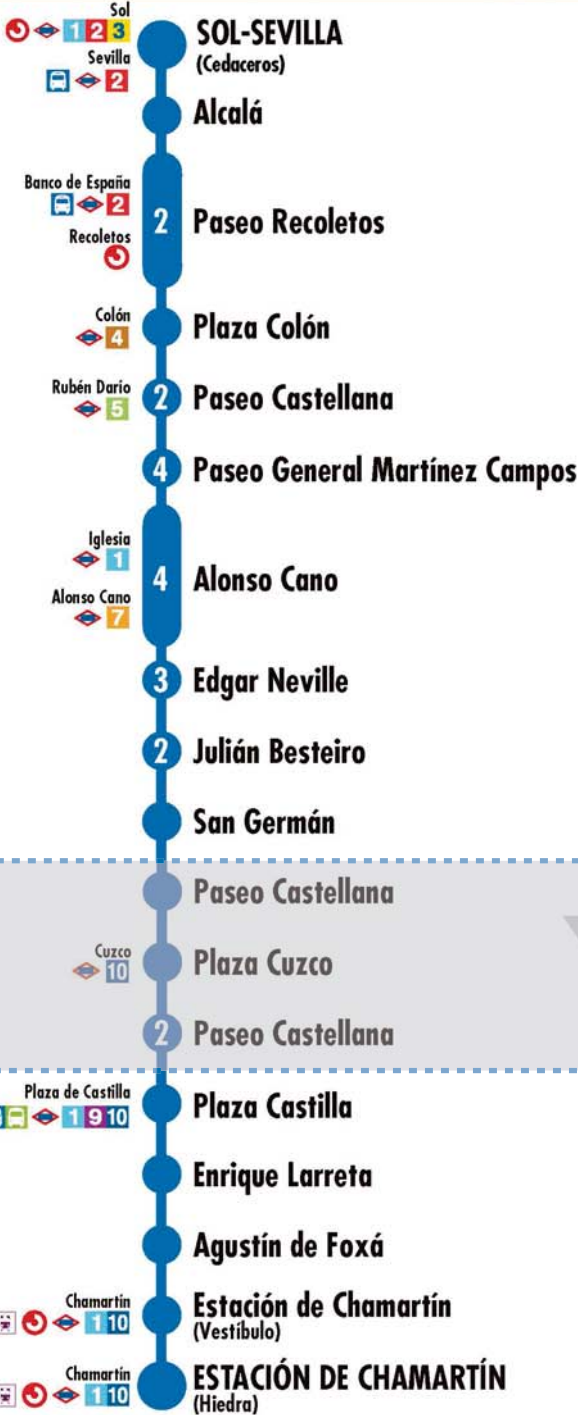 Sol
1 2 3
SOL-SEVILLA
(Cedaceros)
Sevilla
2
Alcalá
Banco de España
2
Recoletos
2
Paseo Recoletos
Colón
4
Plaza Colón
Rubén Darío
5
2
Paseo Castellana
4
Paseo General Martínez Campos
Iglesia
1
Alonso Cano
7
4
Alonso Cano
3
Edgar Neville
2
Julián Besteiro
San Germán
Paseo Castellana
Cuzco
10
Plaza Cuzco
2
Paseo Castellana
Plaza de Castilla
1 9 10
Plaza Castilla
Enrique Larreta
Agustín de Foxá
Chamartín
1 10
Estación de Chamartín
(Vestíbulo)
Chamartín
1 10
ESTACIÓN DE CHAMARTÍN
(Hiedra)